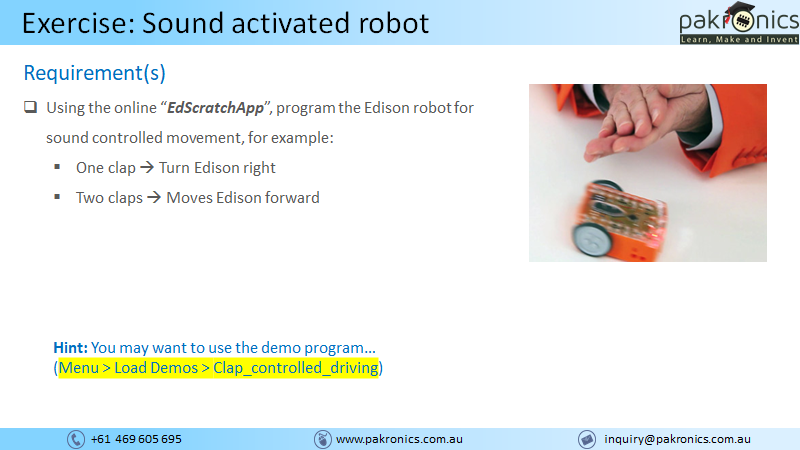 Exercise: Sound activated robot
pakronics
Learn, Make and Invent
Requirement(s)
Using the online “EdScratchApp”, program the Edison robot for
sound controlled movement, for example:
One clap → Turn Edison right
Two claps → Moves Edison forward
Hint: You may want to use the demo program...
(Menu > Load Demos > Clap_controlled_driving)
+61 469 605 695
www.pakronics.com.au
inquiry@pakronics.com.au